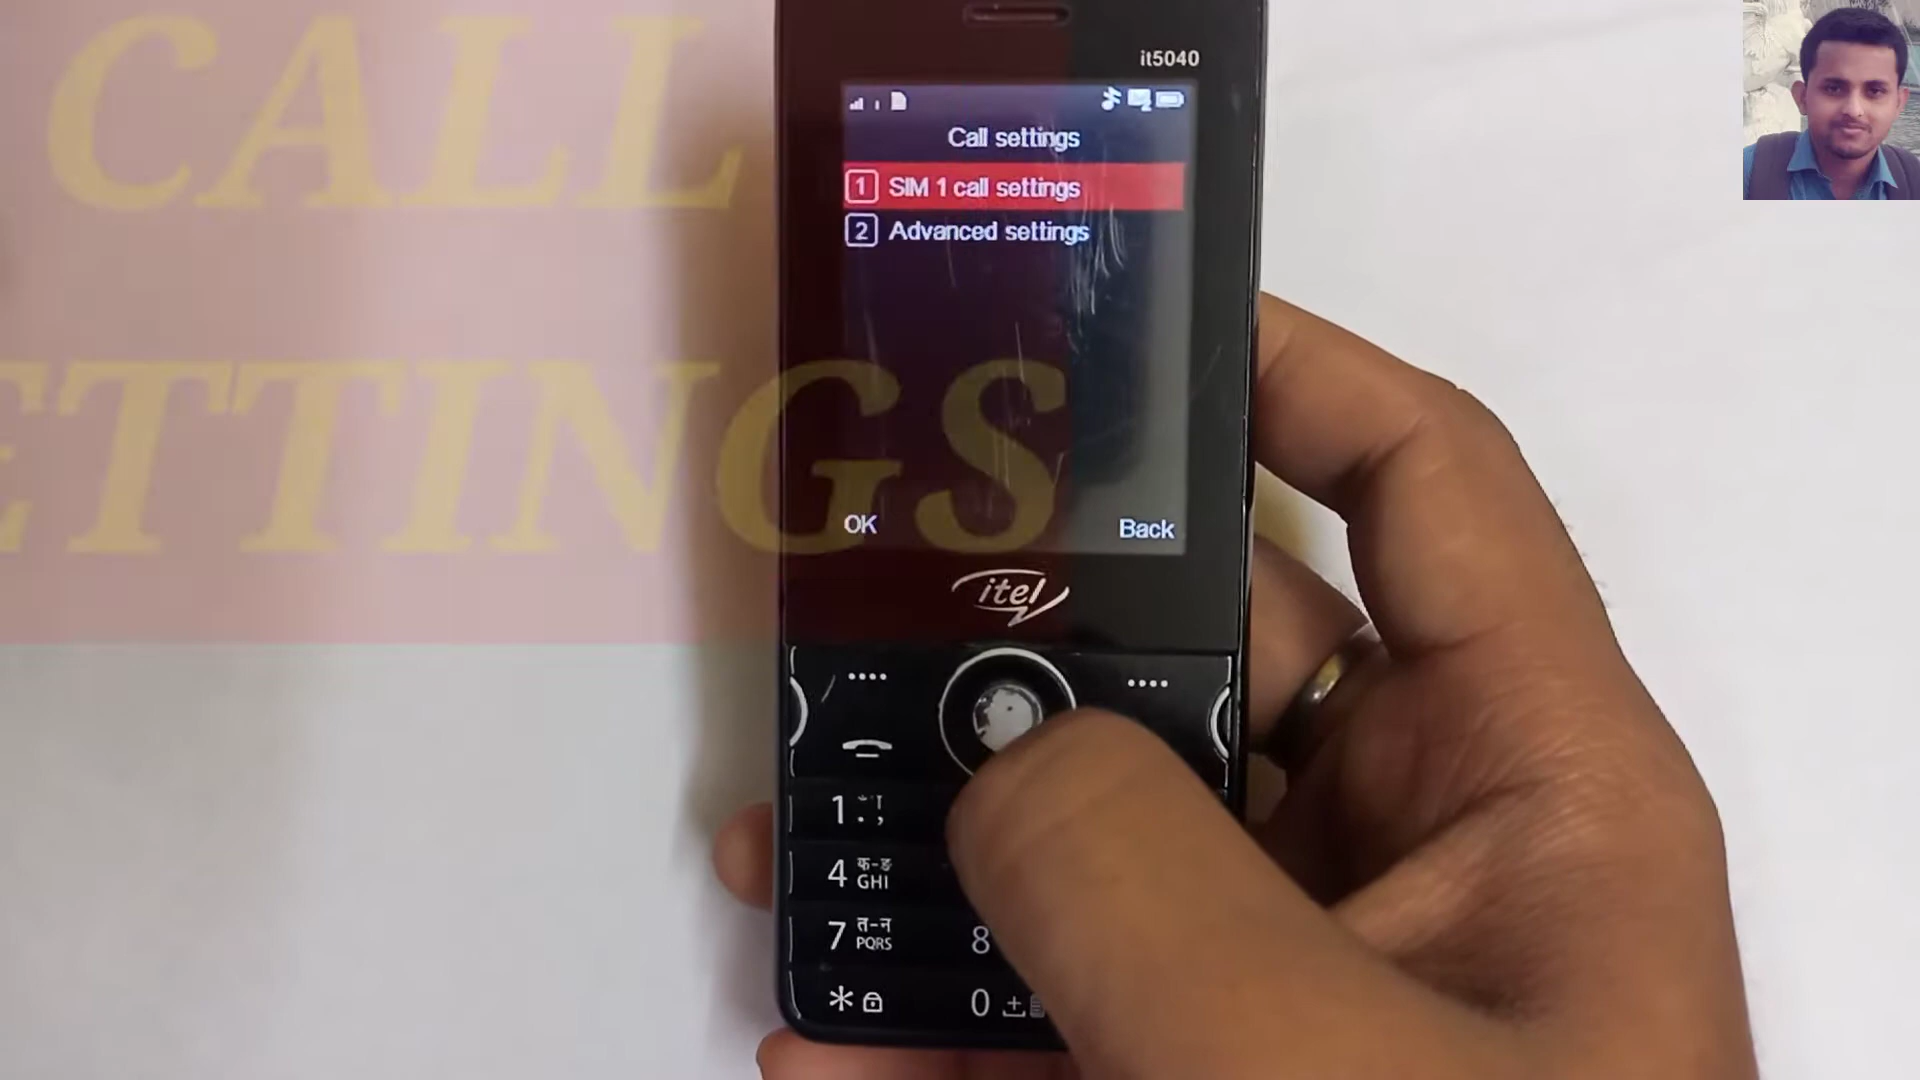 CALL
ETTINGS
it5040
Call settings
1 SIM 1 call settings
2 Advanced settings
OK Back
itel
1 . ,
4 क-ङ GHI
7 त-न PQRS
8
* 0 +